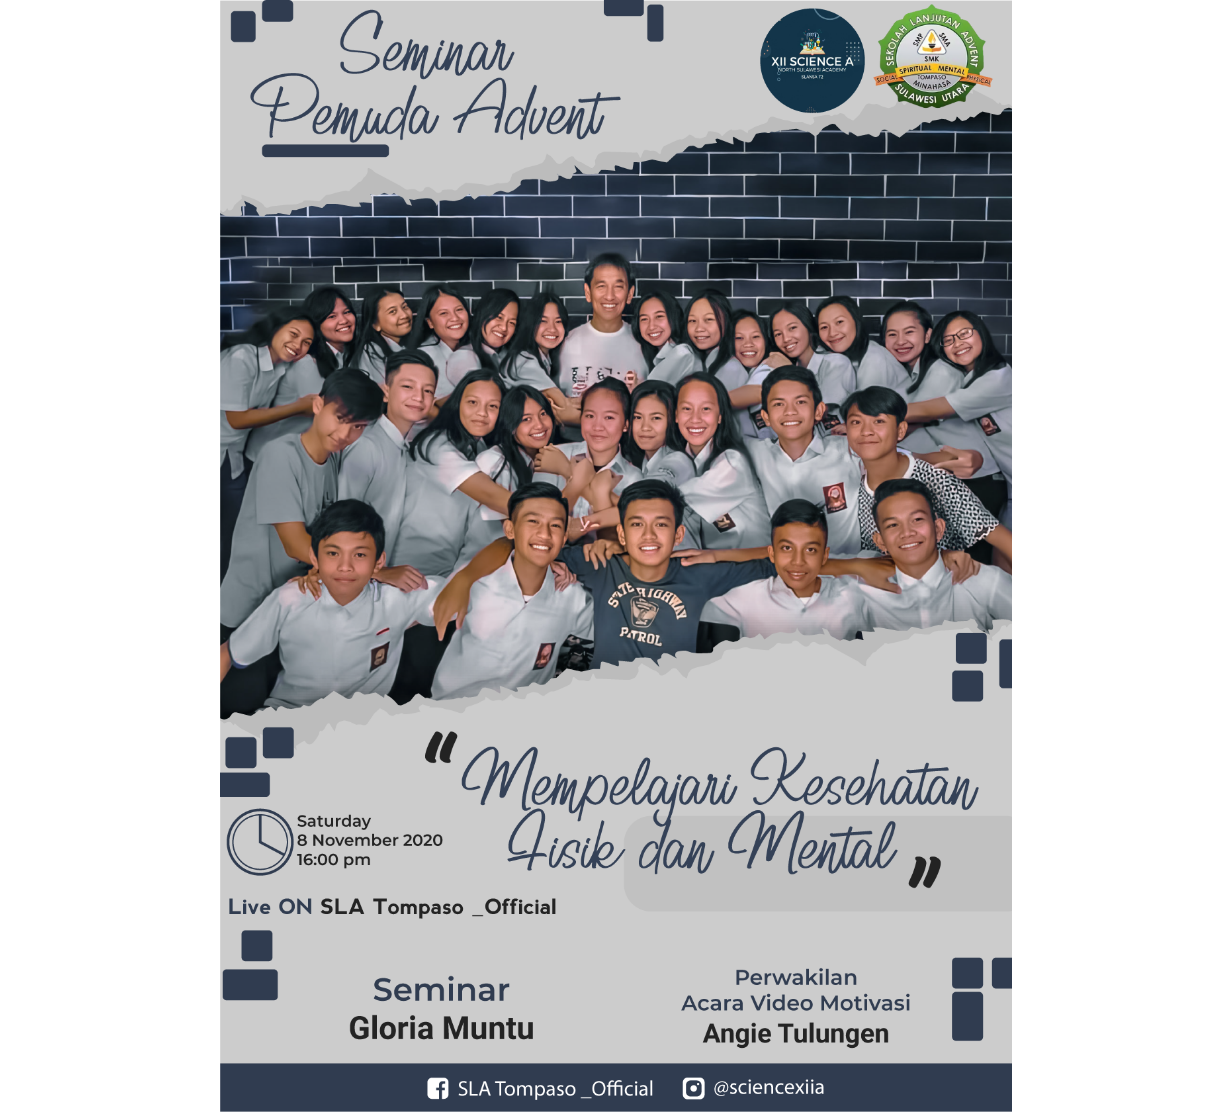 Seminar
Pemuda Advent
XII SCIENCE A
NORTH SULAWESI ACADEMY
SLANSA 72
SEKOLAH LANJUTAN ADVENT
SMP
SMA
SMK
SPIRITUAL
SOCIAL
MENTAL
PHYSICAL
TOMPASO
MINAHASA
SULAWESI UTARA
STATE HIGHWAY
PATROL
“ Mempelajari Kesehatan
Fisik dan Mental ”
Saturday
8 November 2020
16:00 pm
Live ON SLA Tompaso _Official
Seminar
Gloria Muntu
Perwakilan
Acara Video Motivasi
Angie Tulungen
SLA Tompaso _Official
@sciencexiia